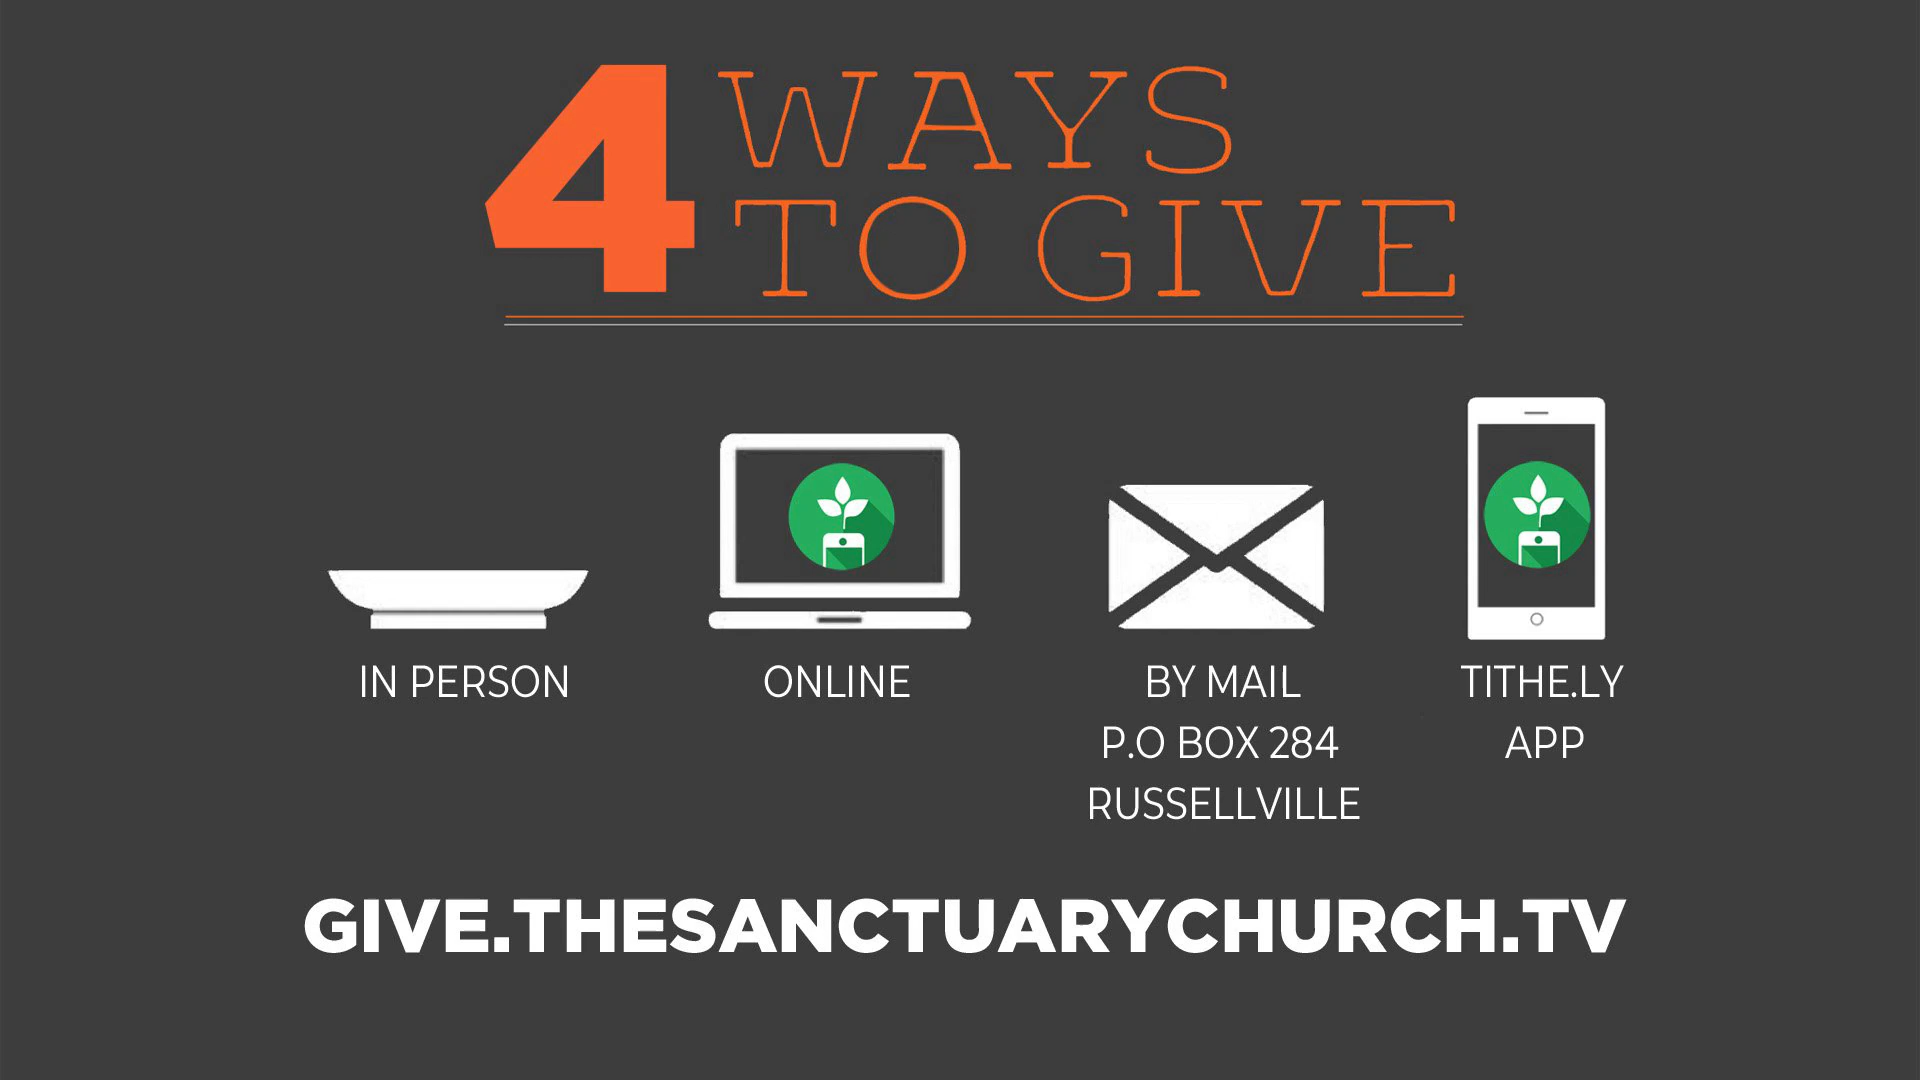 4 WAYS
TO GIVE
IN PERSON
ONLINE
BY MAIL
P.O BOX 284
RUSSELLVILLE
TITHE.LY
APP
GIVE.THESANCTUARYCHURCH.TV